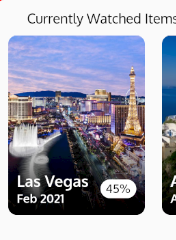 Currently Watched Items
Las Vegas
45%
Feb 2021